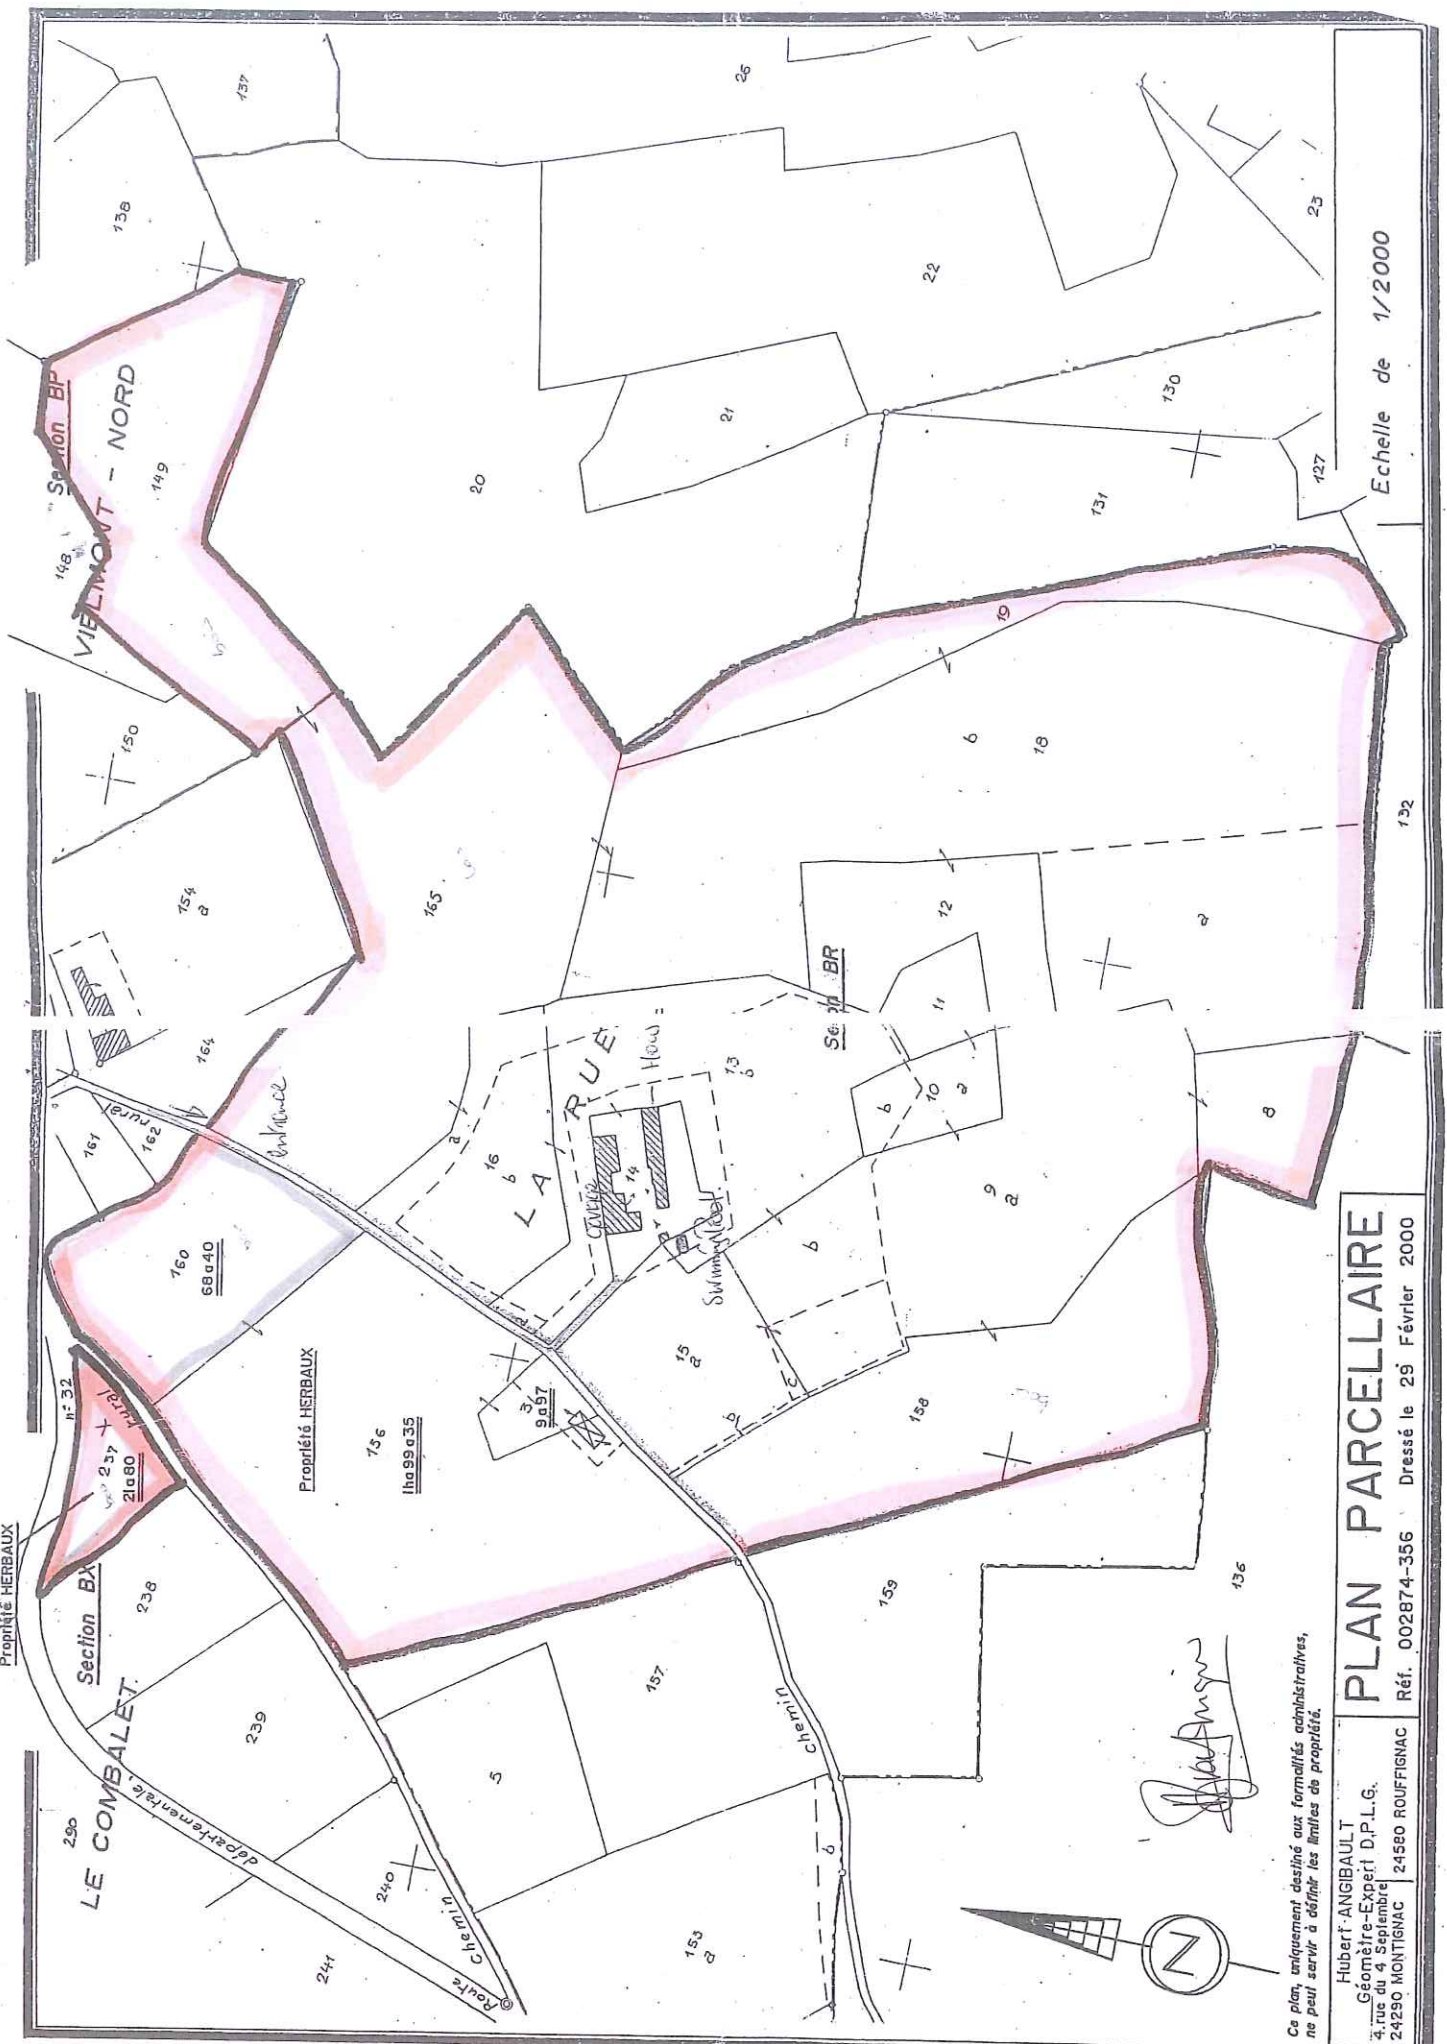 Propriété HERBAUX
n° 32
237
21a80
rural
Section BX
238
LE COMBALET.
290
départementale.
239
240
241
Route
Chemin
5
157
153
a
b
Chemin
159
136
161
162
rural
164
160
68a40
Entrance
Propriété HERBAUX
156
1ha99a35
3
9a97
154
a
150
148
Section BP
VIELMONT - NORD
149
138
137
26
20
165
21
22
23
130
131
127
132
19
b
18
a
12
11
10
a
b
13
b
Section BR
LA RUE
16
b
a
14
House
Swimming Pool
15
a
b
b
c
9
a
8
158
Ce plan, uniquement destiné aux formalités administratives,
ne peut servir à définir les limites de propriété.
Hubert ANGIBAULT
Géomètre-Expert D.P.L.G.
4, rue du 4 Septembre
24290 MONTIGNAC
24580 ROUFFIGNAC
PLAN PARCELLAIRE
Réf. 002874-356 Dressé le 29 Février 2000
Echelle de 1/2000
N